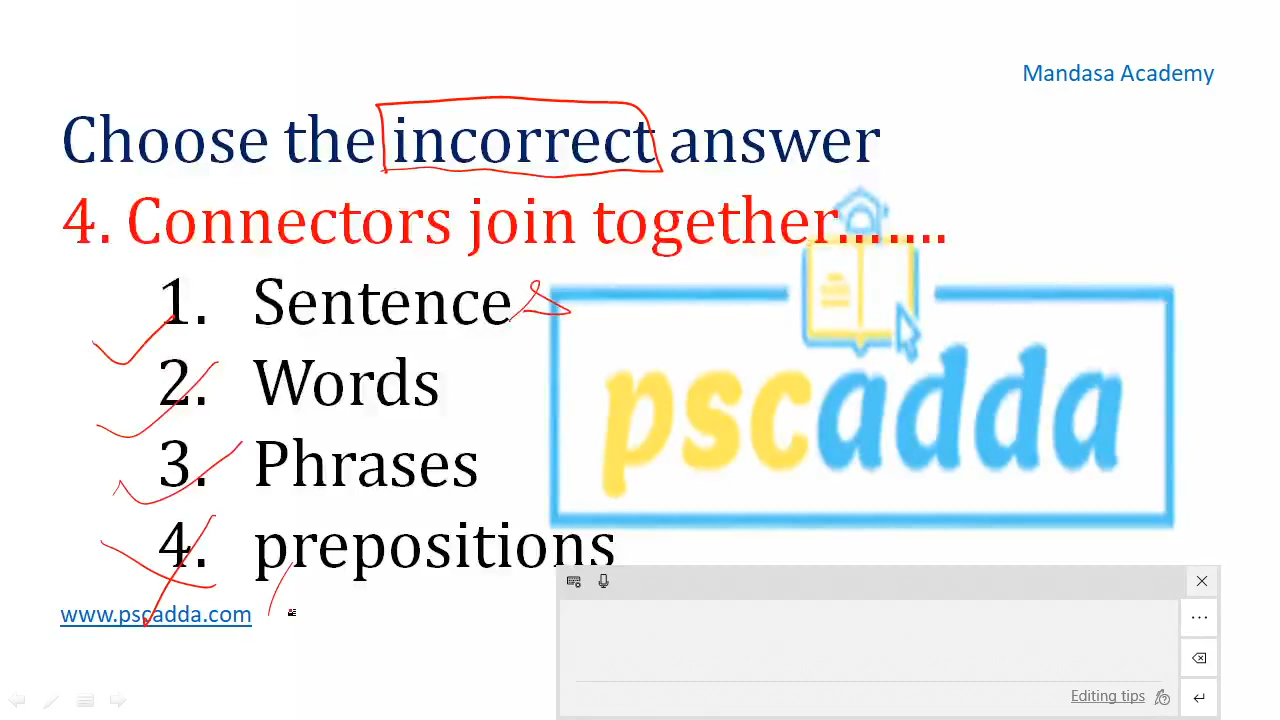 Mandasa Academy
Choose the incorrect answer
4. Connectors join together.......
1. Sentences
2. Words
3. Phrases
4. prepositions
pscadda
www.pscadda.com
Editing tips